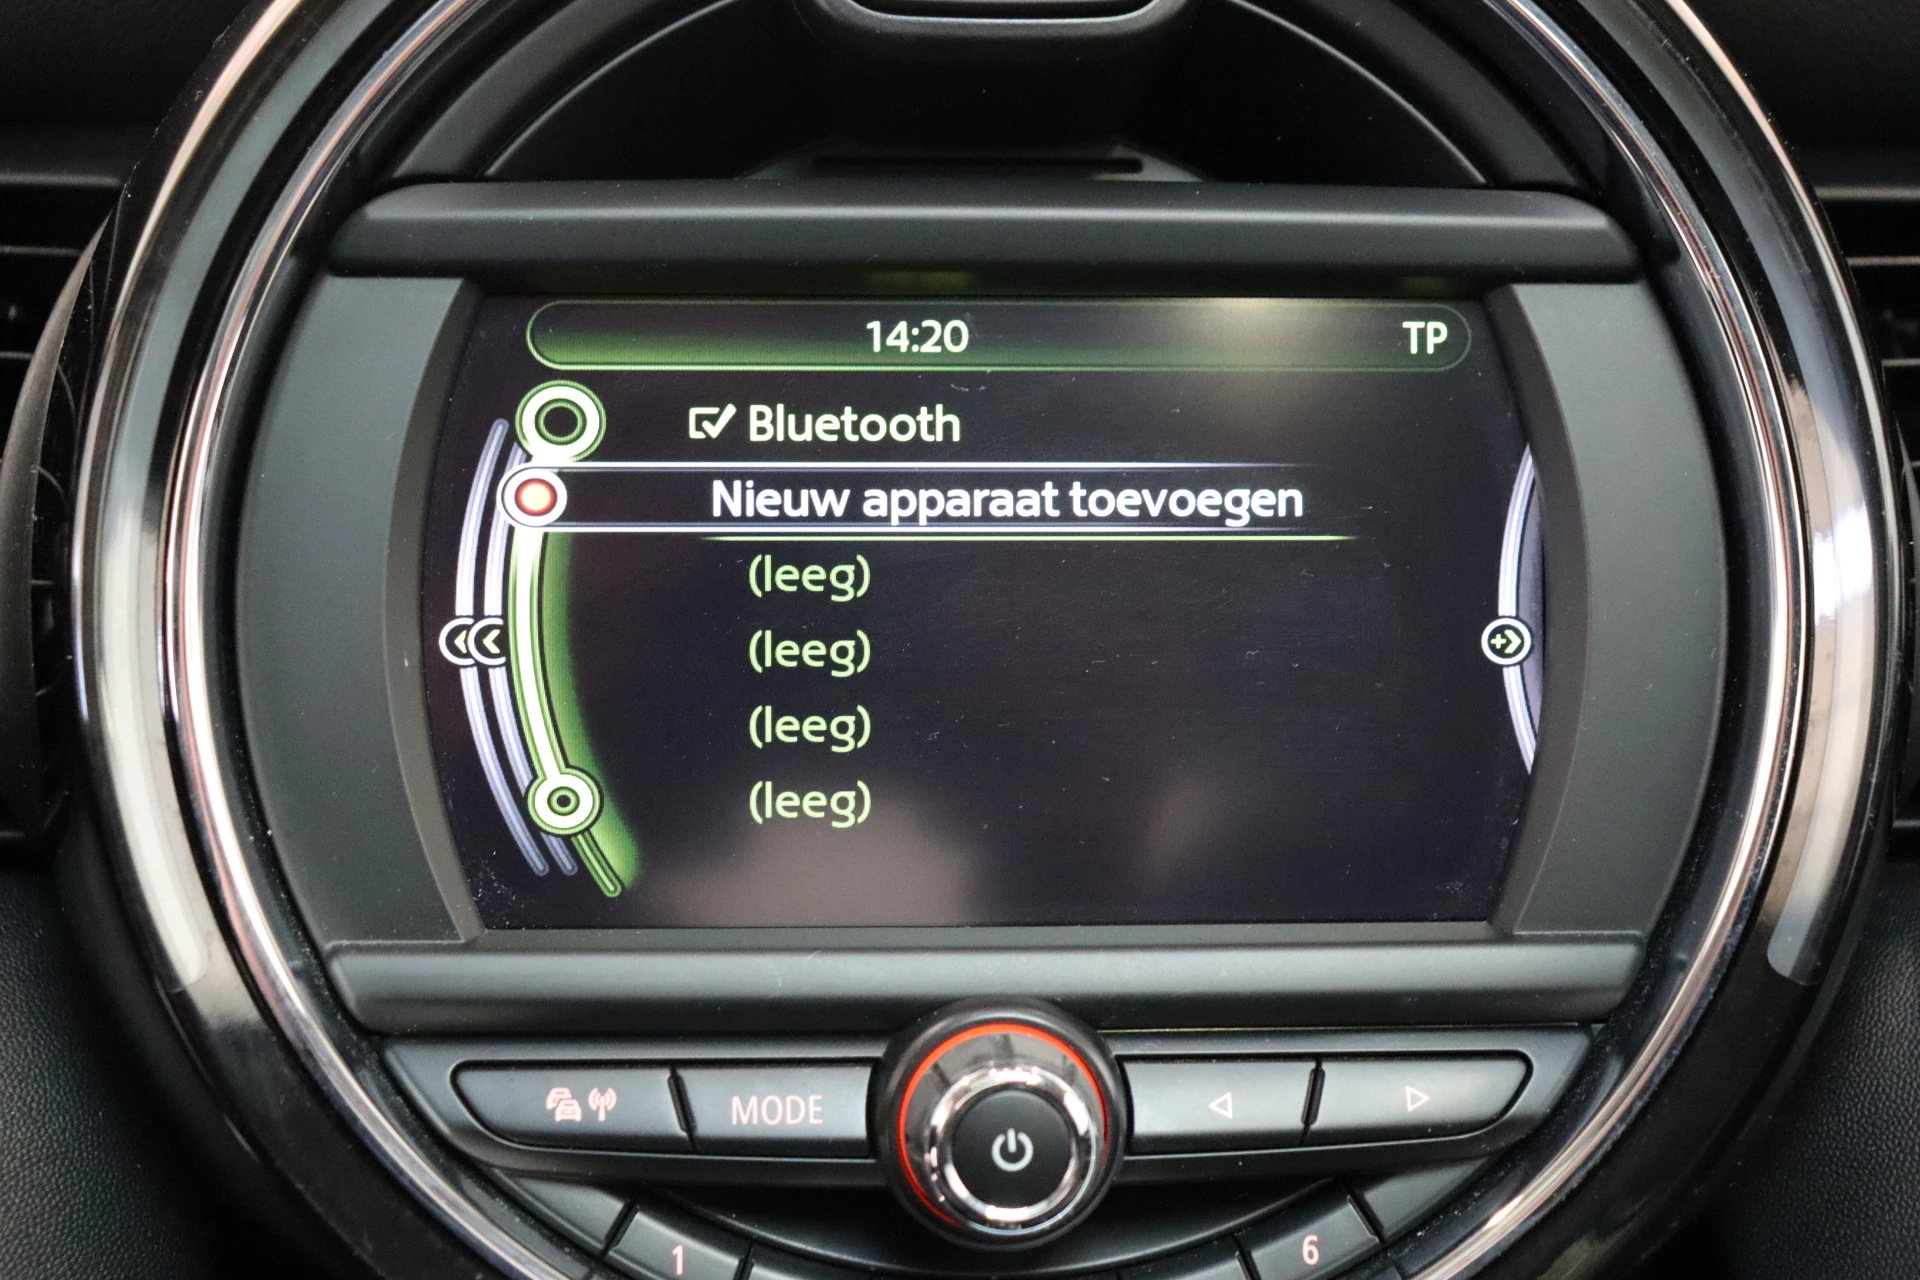 14:20 TP
Bluetooth
Nieuw apparaat toevoegen
(leeg)
(leeg)
(leeg)
(leeg)
MODE
1 6